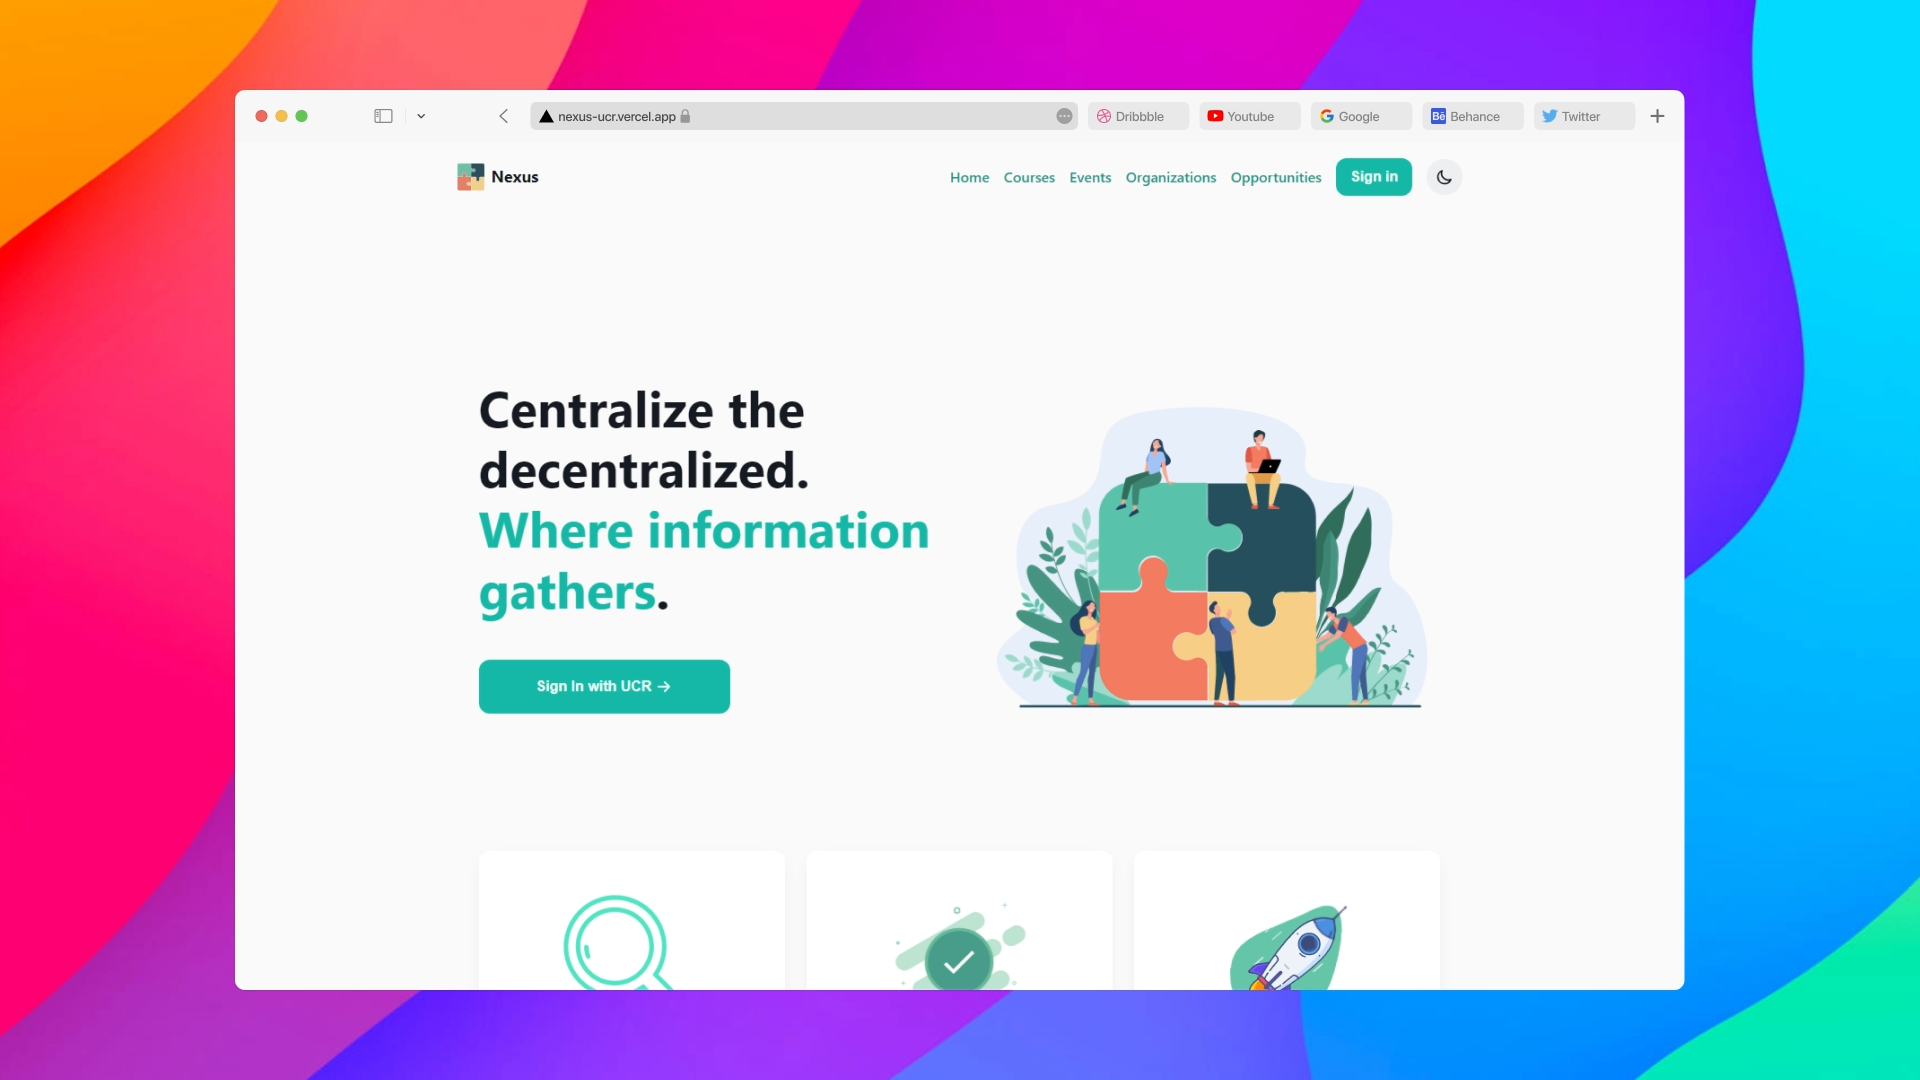 nexus-ucr.vercel.app Dribbble Youtube Google Bē Behance Twitter
Nexus Home Courses Events Organizations Opportunities Sign in
Centralize the
decentralized.
Where information
gathers.
Sign In with UCR →